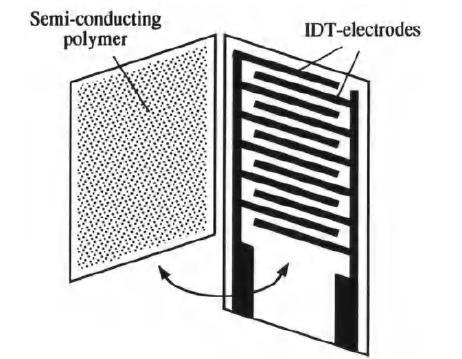 Semi-conducting
polymer
IDT-electrodes